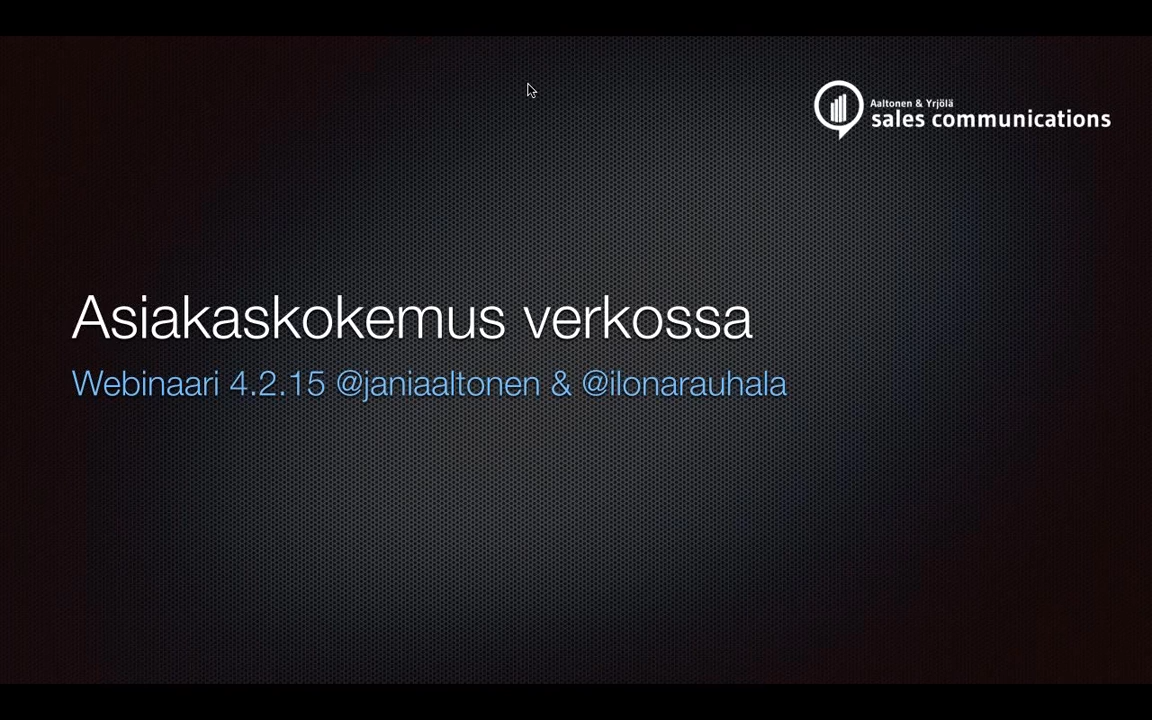 Aaltonen & Yrjölä
sales communications
Asiakaskokemus verkossa
Webinaari 4.2.15 @janiaaltonen & @ilonarauhala